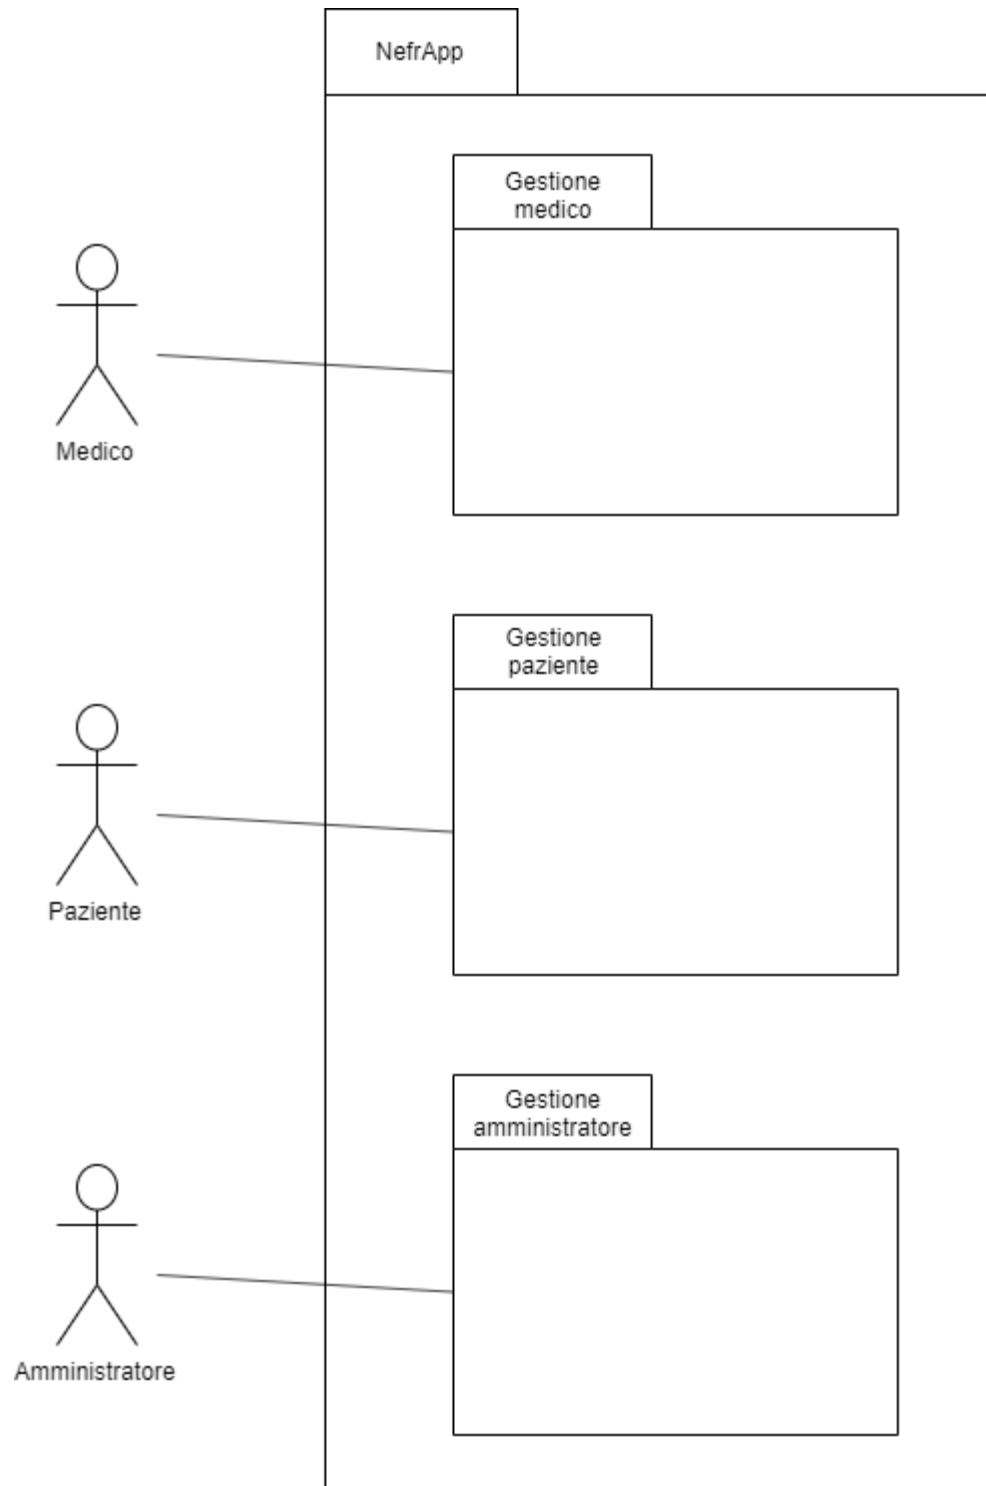 NefrApp
Gestione
medico
Medico
Gestione
paziente
Paziente
Gestione
amministratore
Amministratore